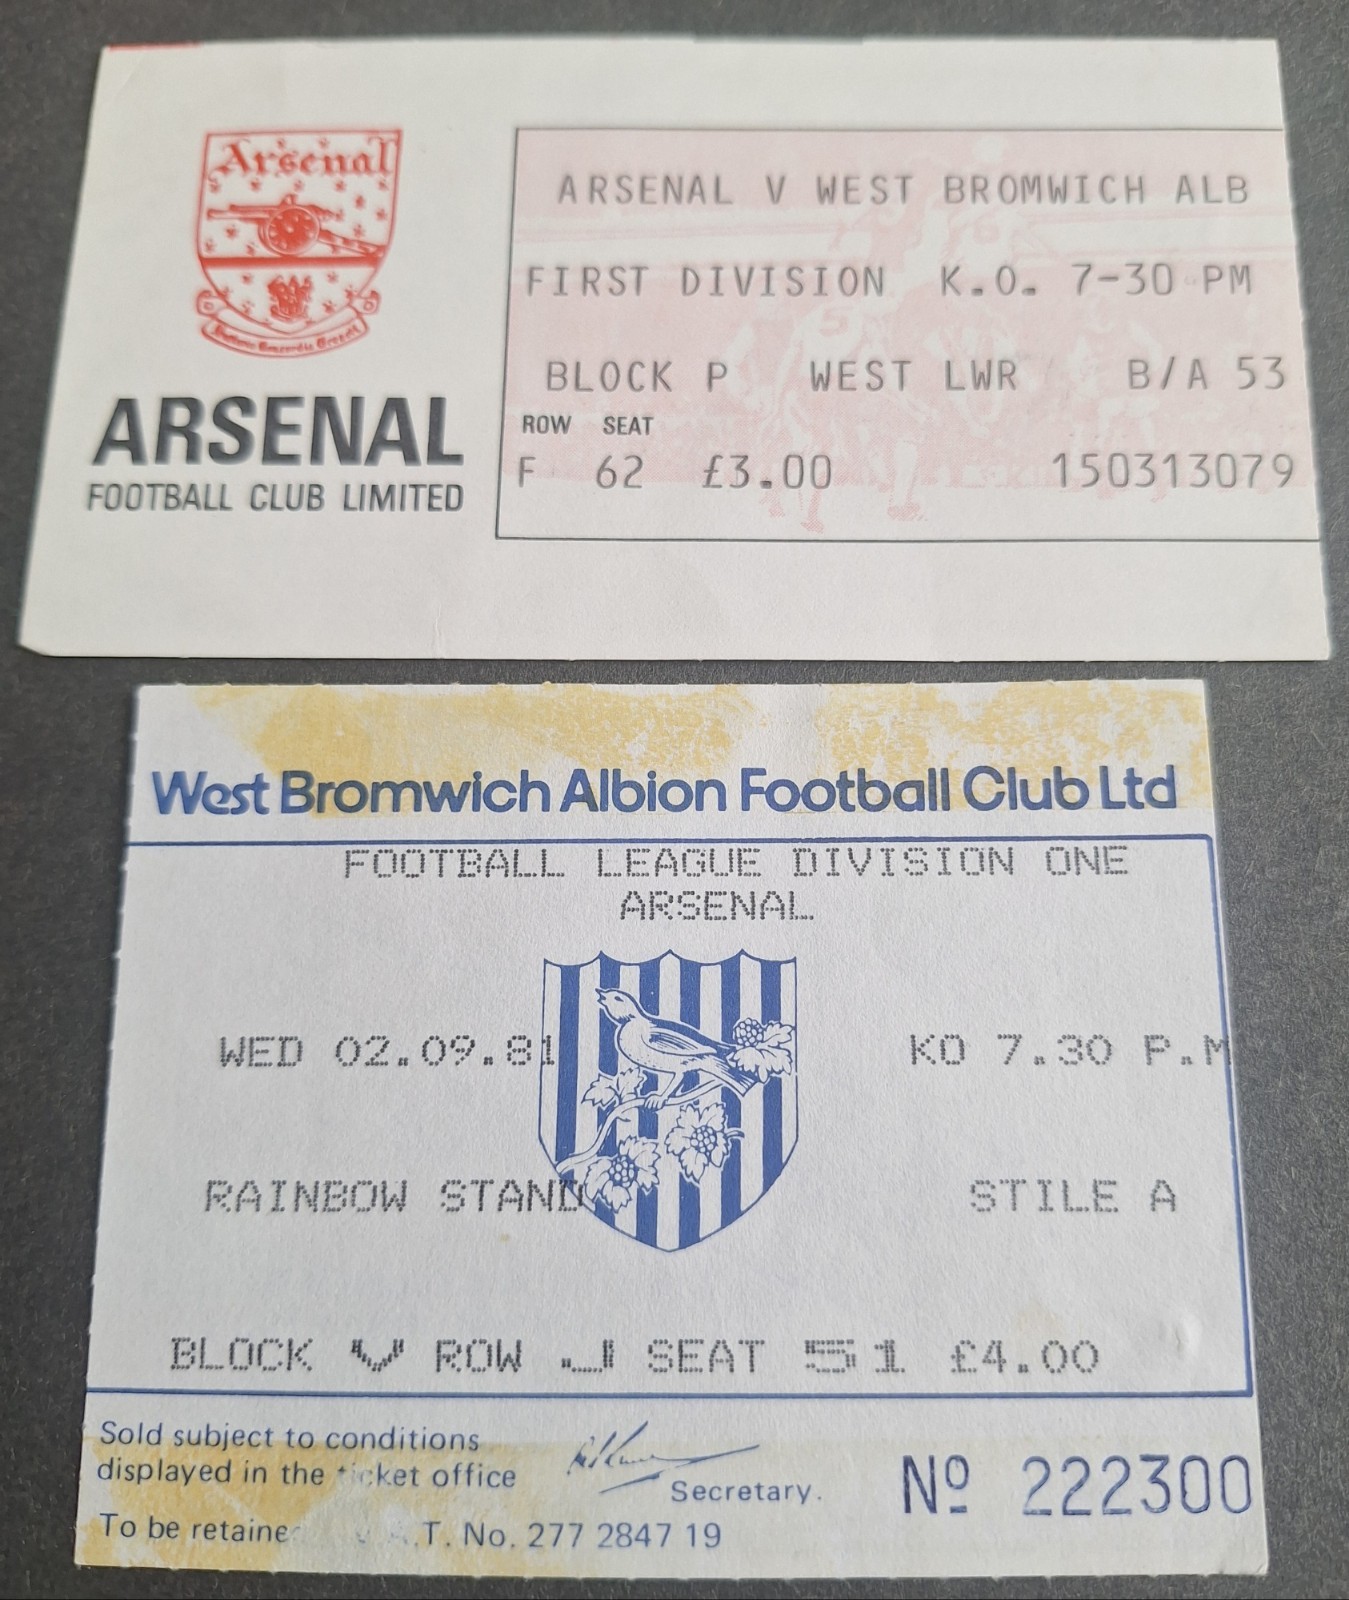 Arsenal
ARSENAL
FOOTBALL CLUB LIMITED
ARSENAL V WEST BROMWICH ALB
FIRST DIVISION K.O. 7-30 PM
BLOCK P WEST LWR B/A 53
ROW SEAT
F 62 £3.00 150313079
West Bromwich Albion Football Club Ltd
FOOTBALL LEAGUE DIVISION ONE
ARSENAL
WED 02.09.81 KO 7.30 P.M
RAINBOW STAND STILE A
BLOCK V ROW J SEAT 51 £4.00
Sold subject to conditions
displayed in the ticket office
Secretary.
To be retaine T. No. 277 2847 19
Nº 222300